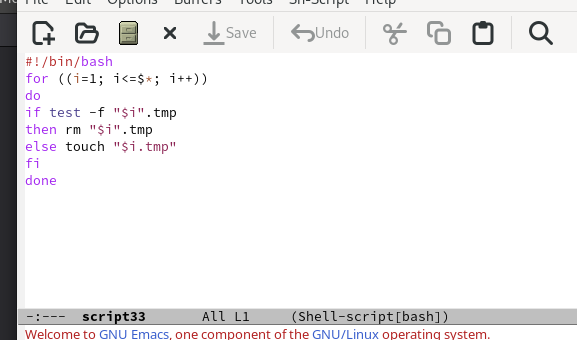 File Edit Options Buffers Tools Sh-Script Help
Save Undo
#!/bin/bash
for ((i=1; i<=$*; i++))
do
if test -f "$i".tmp
then rm "$i".tmp
else touch "$i.tmp"
fi
done
-:--- script33 All L1 (Shell-script[bash])
Welcome to GNU Emacs, one component of the GNU/Linux operating system.